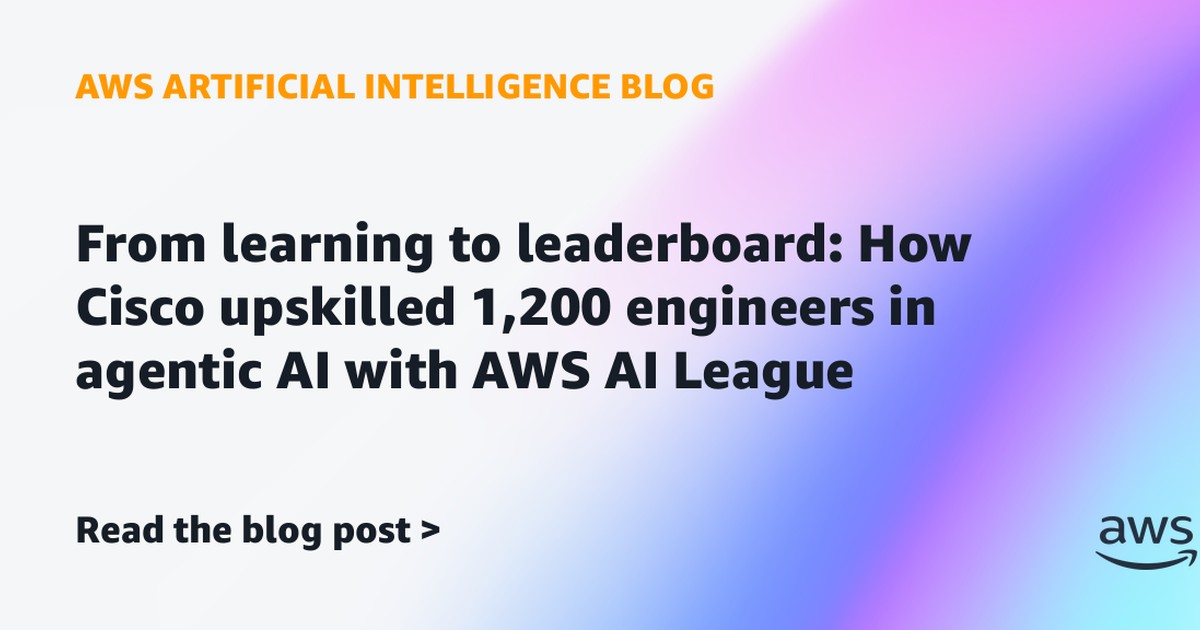 AWS ARTIFICIAL INTELLIGENCE BLOG
From learning to leaderboard: How
Cisco upskilled 1,200 engineers in
agentic AI with AWS AI League
Read the blog post >
aws